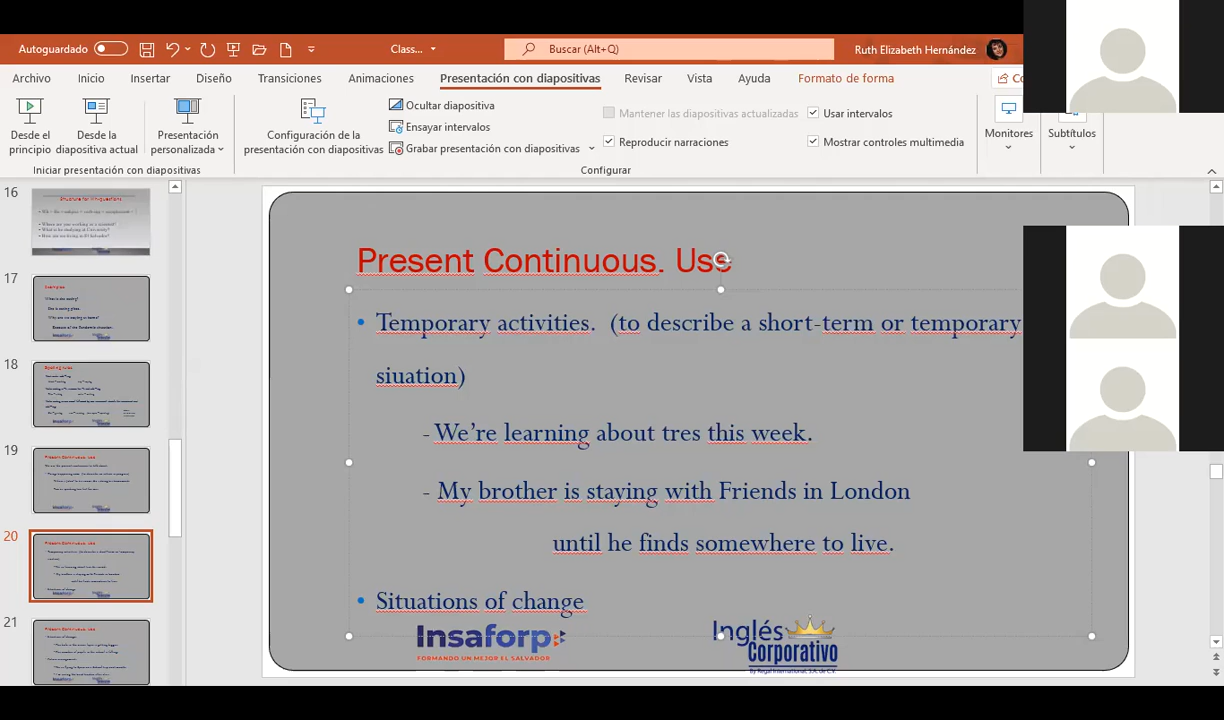 Autoguardado
Class...
Buscar (Alt+Q)
Ruth Elizabeth Hernández
Archivo Inicio Insertar Diseño Transiciones Animaciones Presentación con diapositivas Revisar Vista Ayuda Formato de forma
Desde el principio
Desde la diapositiva actual
Presentación personalizada
Iniciar presentación con diapositivas
Configuración de la presentación con diapositivas
Ocultar diapositiva
Ensayar intervalos
Grabar presentación con diapositivas
Mantener las diapositivas actualizadas
Reproducir narraciones
Usar intervalos
Mostrar controles multimedia
Configurar
Monitores
Subtítulos
16
17
18
19
20
21
Present Continuous. Use
• Temporary activities. (to describe a short-term or temporary
siuation)
- We're learning about tres this week.
- My brother is staying with Friends in London
until he finds somewhere to live.
• Situations of change
Insaforp
FORMANDO UN MEJOR EL SALVADOR
Inglés
Corporativo
by Regal International, S.A. de C.V.